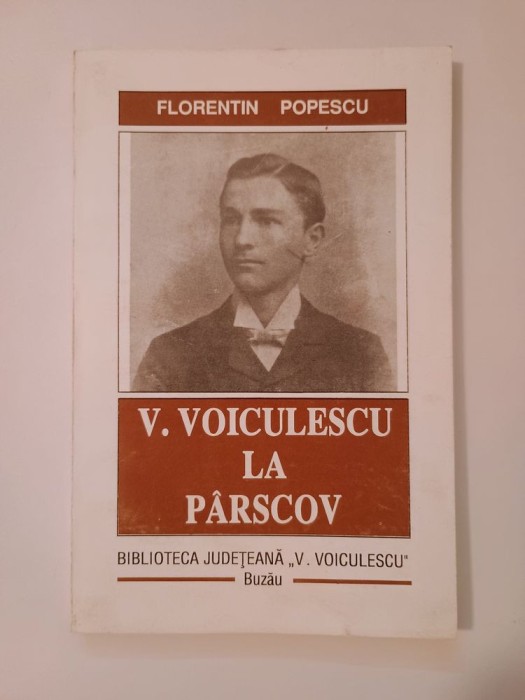 FLORENTIN POPESCU
V. VOICULESCU
LA
PÂRSCOV
BIBLIOTECA JUDEŢEANĂ „V. VOICULESCU"
Buzău